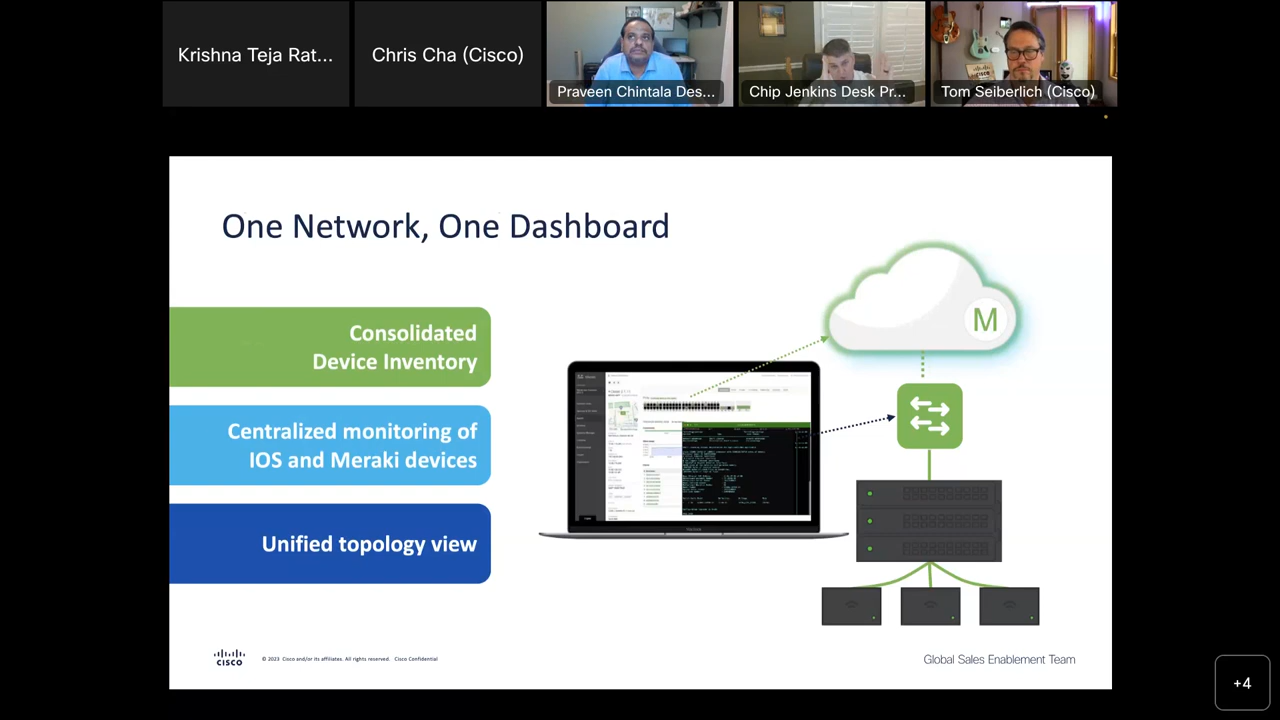 Krishna Teja Rat...
Chris Cha (Cisco)
Praveen Chintala Des...
Chip Jenkins Desk Pr...
Tom Seiberlich (Cisco)
One Network, One Dashboard
Consolidated
Device Inventory
Centralized monitoring of
IOS and Meraki devices
Unified topology view
M
CISCO
© 2023 Cisco and/or its affiliates. All rights reserved. Cisco Confidential
Global Sales Enablement Team
+4